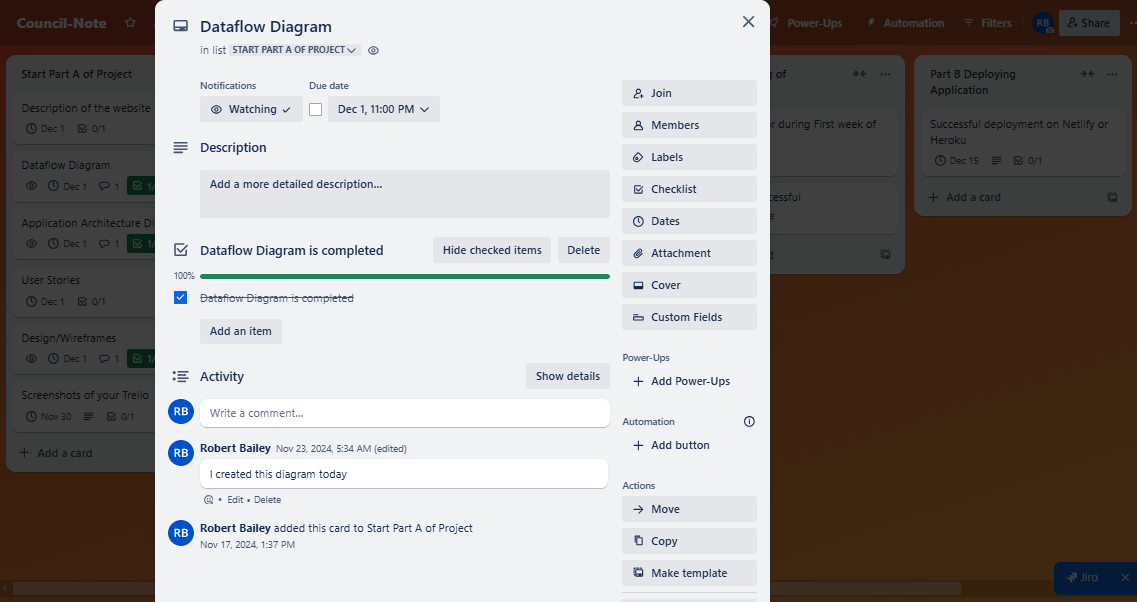 Council-Note
Power-Ups
Automation
Filters
RB
Share
Start Part A of Project
Description of the website
Dec 1
0/1
Dataflow Diagram
Dec 1
1
1/
Application Architecture Di
Dec 1
1
1/
User Stories
Dec 1
0/1
Design/Wireframes
Dec 1
1
1/
Screenshots of your Trello
Nov 30
0/1
Add a card
Dataflow Diagram
in list START PART A OF PROJECT
Notifications
Due date
Watching
Dec 1, 11:00 PM
Description
Add a more detailed description...
Dataflow Diagram is completed
Hide checked items
Delete
100%
Dataflow Diagram is completed
Add an item
Activity
Show details
RB
Write a comment...
RB
Robert Bailey Nov 23, 2024, 5:34 AM (edited)
I created this diagram today
• Edit • Delete
RB
Robert Bailey added this card to Start Part A of Project
Nov 17, 2024, 1:37 PM
Join
Members
Labels
Checklist
Dates
Attachment
Cover
Custom Fields
Power-Ups
Add Power-Ups
Automation
Add button
Actions
Move
Copy
Make template
of
r during First week of
cessful
Part B Deploying
Application
Successful deployment on Netlify or
Heroku
Dec 15
0/1
Add a card
Jira